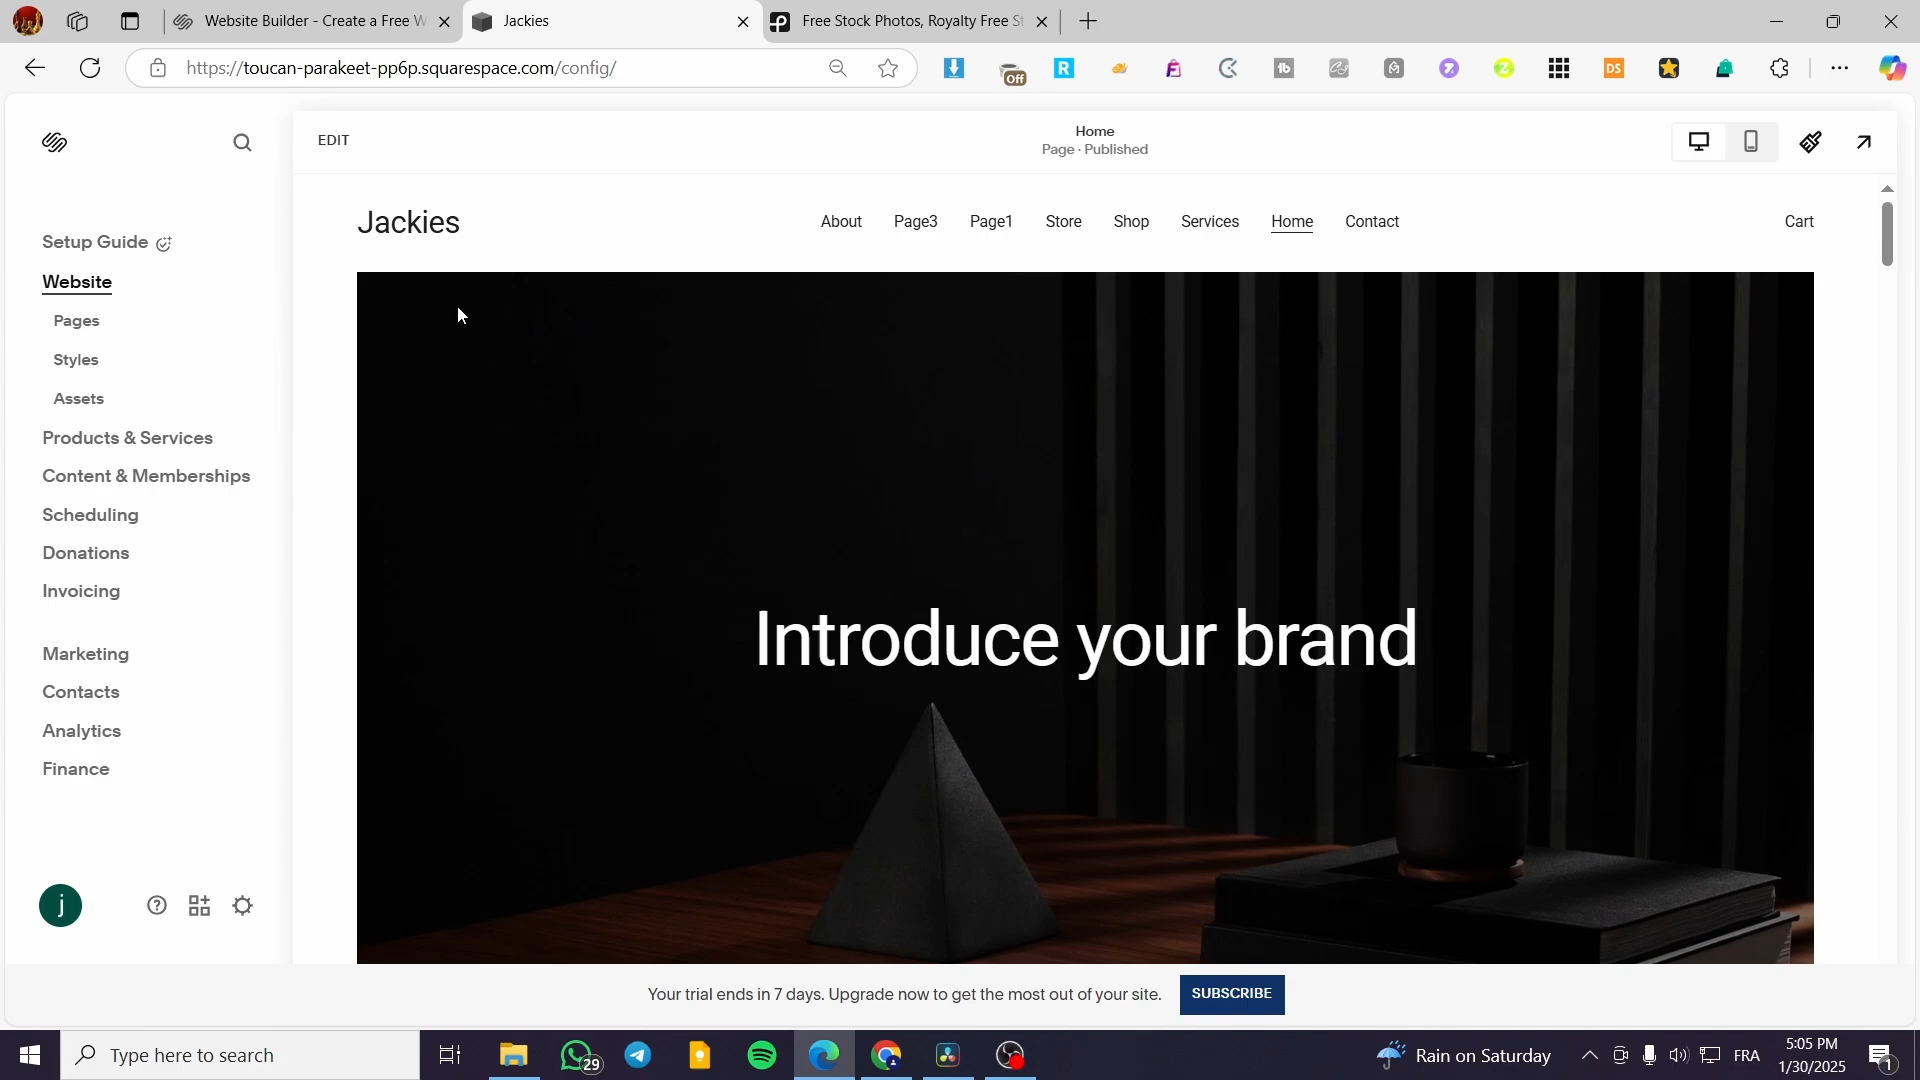 Website Builder - Create a Free W
Jackies
Free Stock Photos, Royalty Free St
https://toucan-parakeet-pp6p.squarespace.com/config/
Off
EDIT
Home
Page · Published
Jackies
About
Page3
Page1
Store
Shop
Services
Home
Contact
Cart
Setup Guide
Website
Pages
Styles
Assets
Products & Services
Content & Memberships
Scheduling
Donations
Invoicing
Marketing
Contacts
Analytics
Finance
j
Introduce your brand
Your trial ends in 7 days. Upgrade now to get the most out of your site.
SUBSCRIBE
Type here to search
29
Rain on Saturday
FRA
5:05 PM
1/30/2025
1